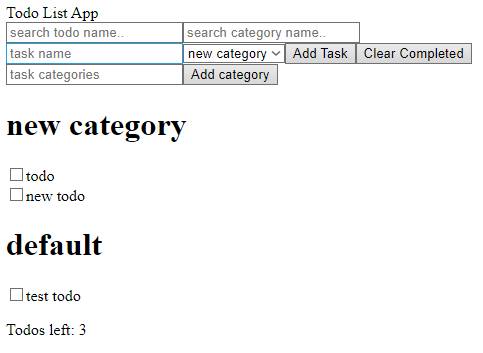 Todo List App
search todo name.. search category name..
task name new category Add Task Clear Completed
task categories Add category
new category
todo
new todo
default
test todo
Todos left: 3